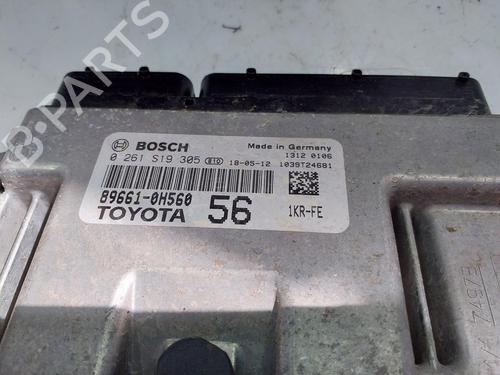 B-PARTS
BOSCH
Made in Germany
0 261 S19 305 E10 18-05-12
1312 0106
1039T24681
89661-0H560
TOYOTA 56 1KR-FE